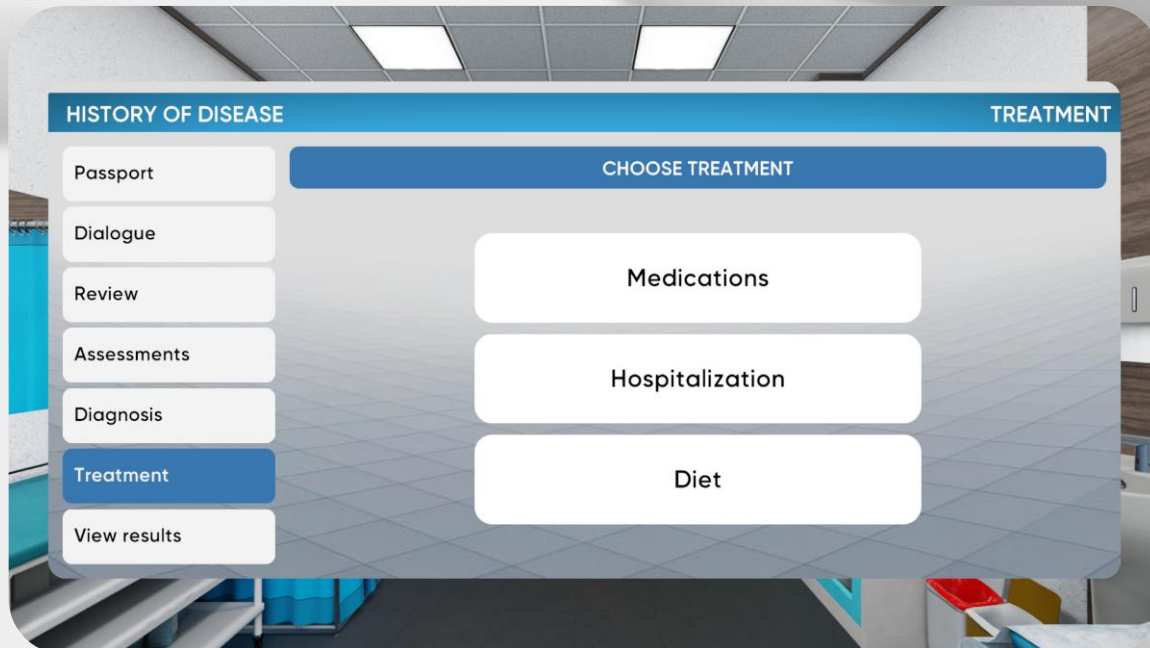 HISTORY OF DISEASE
TREATMENT
Passport
Dialogue
Review
Assessments
Diagnosis
Treatment
View results
CHOOSE TREATMENT
Medications
Hospitalization
Diet